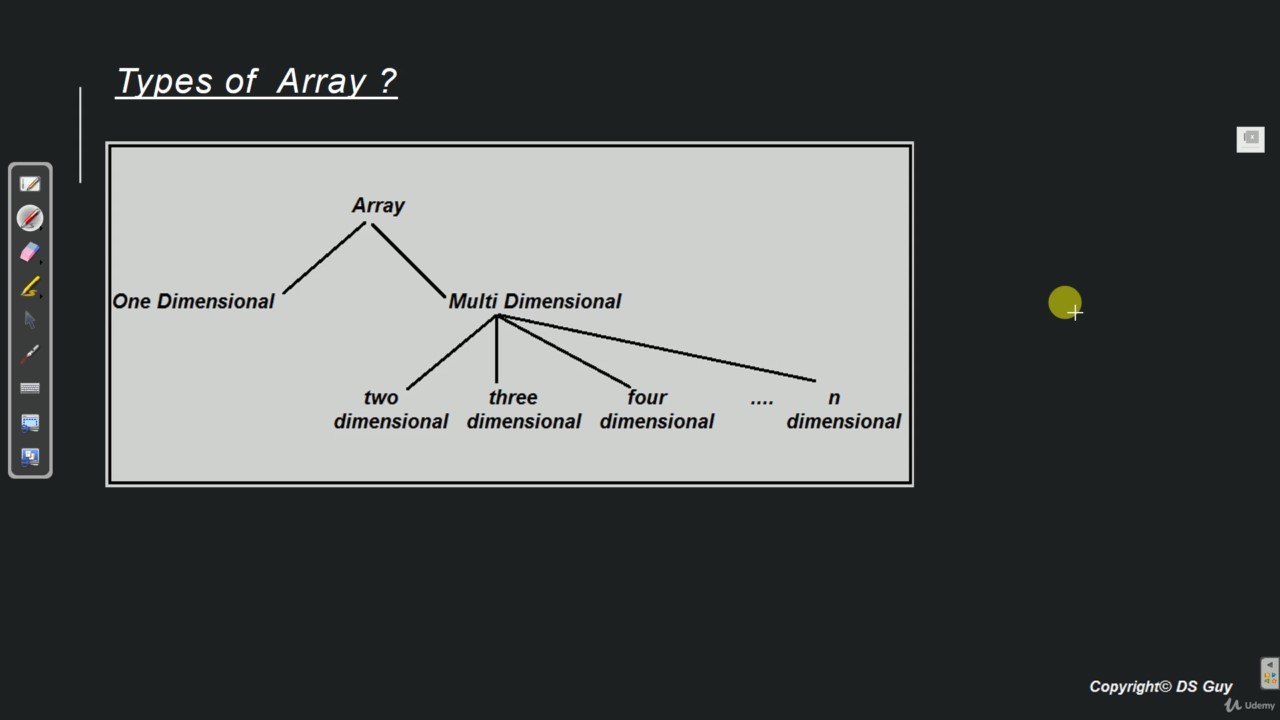 Types of Array ?
Array
One Dimensional
Multi Dimensional
two three four .... n
dimensional dimensional dimensional dimensional
Copyright© DS Guy
Udemy